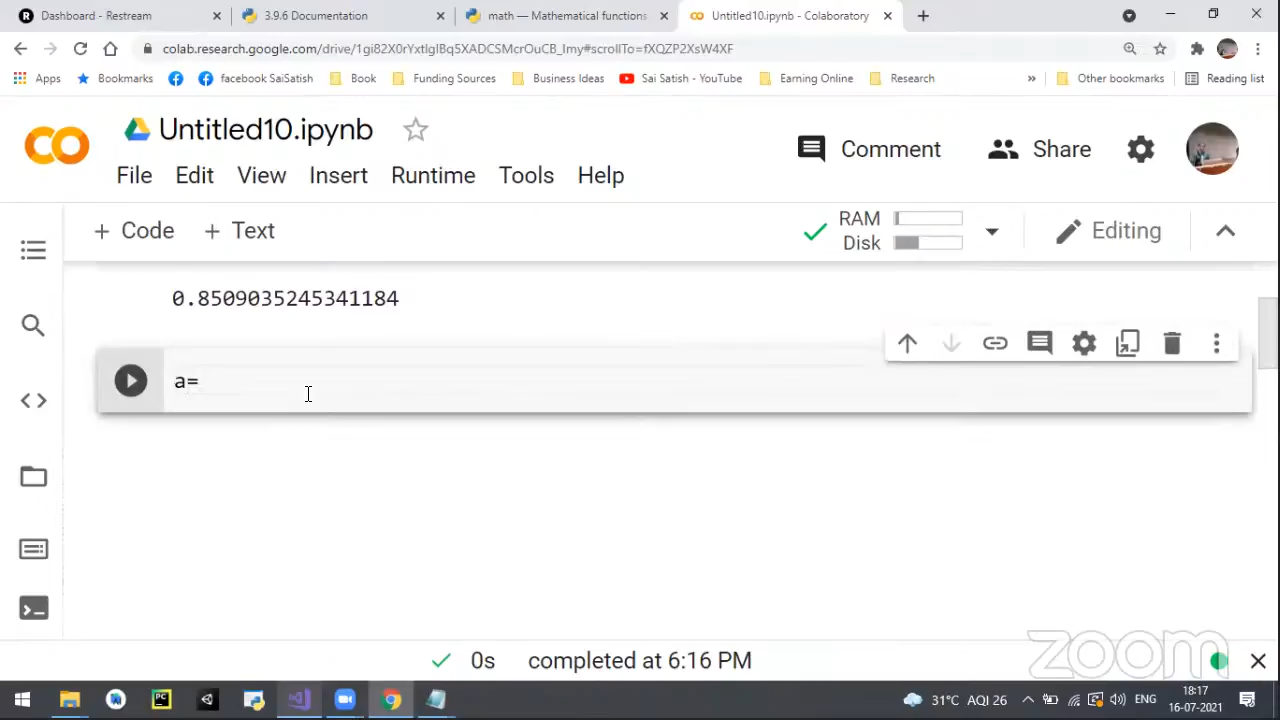 Dashboard - Restream
3.9.6 Documentation
math — Mathematical functions
Untitled10.ipynb - Colaboratory
colab.research.google.com/drive/1gi82X0rYxtlglBq5XADCSMcrOuCB_lmy#scrollTo=fXQZP2XsW4XF
Apps
Bookmarks
facebook SaiSatish
Book
Funding Sources
Business Ideas
Sai Satish - YouTube
Earning Online
Research
»
Other bookmarks
Reading list
CO
Untitled10.ipynb
Comment
Share
File Edit View Insert Runtime Tools Help
+ Code + Text
RAM
Disk
Editing
0.8509035245341184
a=
0s completed at 6:16 PM
zoom
PC
31°C AQI 26
ENG
18:17
16-07-2021